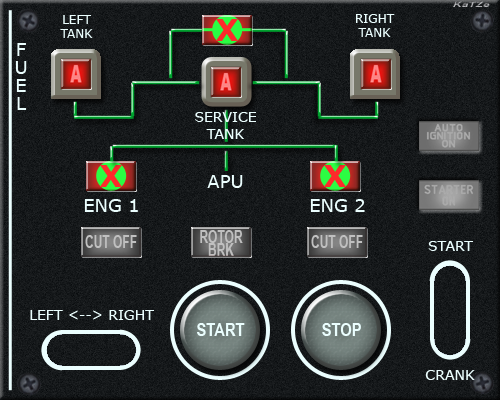 KaTZe
LEFT
TANK
RIGHT
TANK
FUEL
A
A
A
SERVICE
TANK
AUTO
IGNITION
ON
X
X
X
APU
ENG 1
ENG 2
STARTER
ON
CUT OFF
ROTOR
BRK
CUT OFF
START
LEFT <--> RIGHT
START
STOP
CRANK